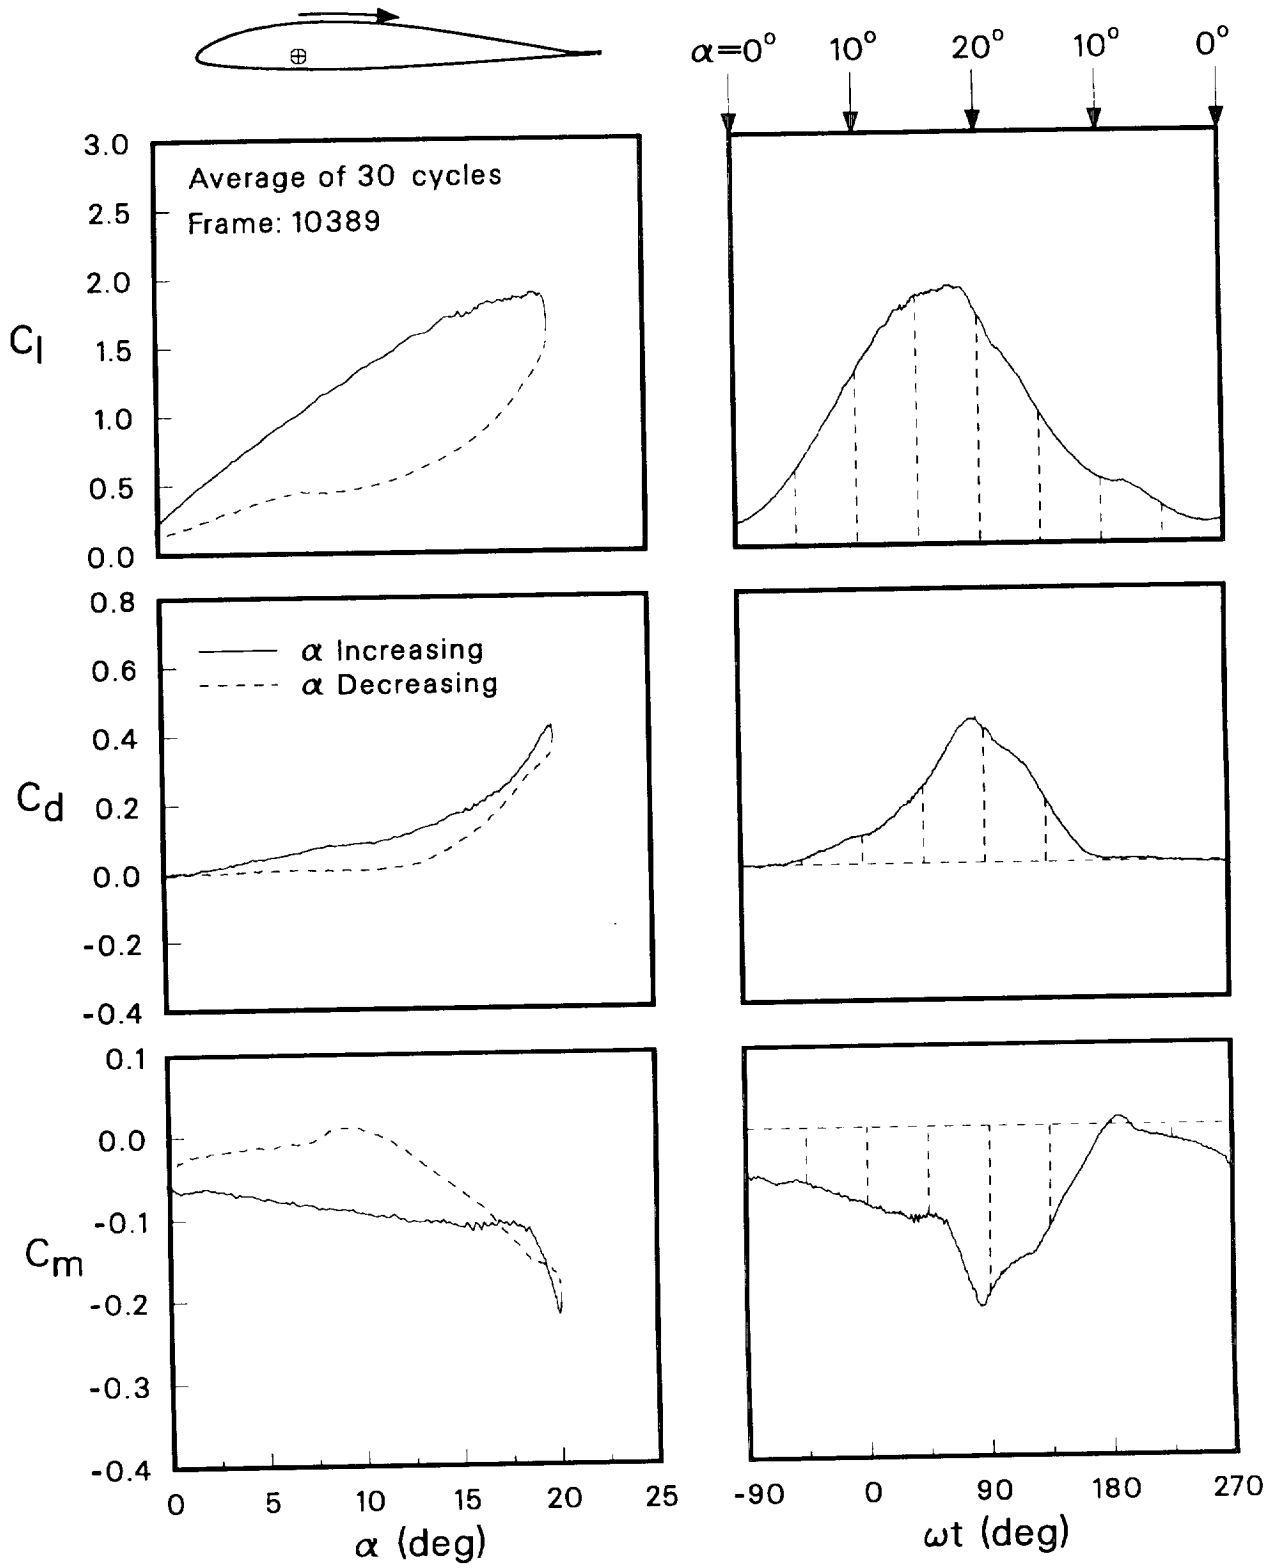 α=0° 10° 20° 10° 0°
3.0
Average of 30 cycles
2.5
Frame: 10389
2.0
Cl
1.5
1.0
0.5
0.0
0.8
α Increasing
0.6
α Decreasing
0.4
Cd
0.2
0.0
-0.2
-0.4
0.1
0.0
-0.1
Cm
-0.2
-0.3
-0.4
0 5 10 15 20 25
-90 0 90 180 270
α (deg)
ωt (deg)